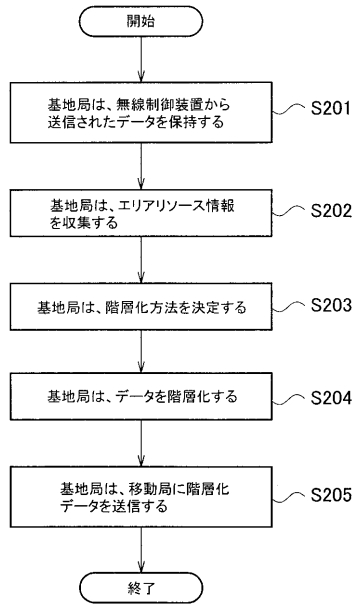 開始
基地局は、無線制御装置から
送信されたデータを保持する
S201
基地局は、エリアリソース情報
を収集する
S202
基地局は、階層化方法を決定する
S203
基地局は、データを階層化する
S204
基地局は、移動局に階層化
データを送信する
S205
終了